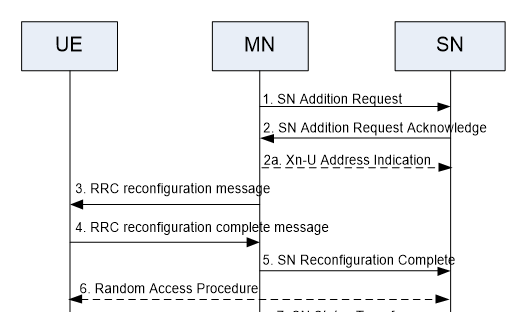 UE MN SN
1. SN Addition Request
2. SN Addition Request Acknowledge
2a. Xn-U Address Indication
3. RRC reconfiguration message
4. RRC reconfiguration complete message
5. SN Reconfiguration Complete
6. Random Access Procedure